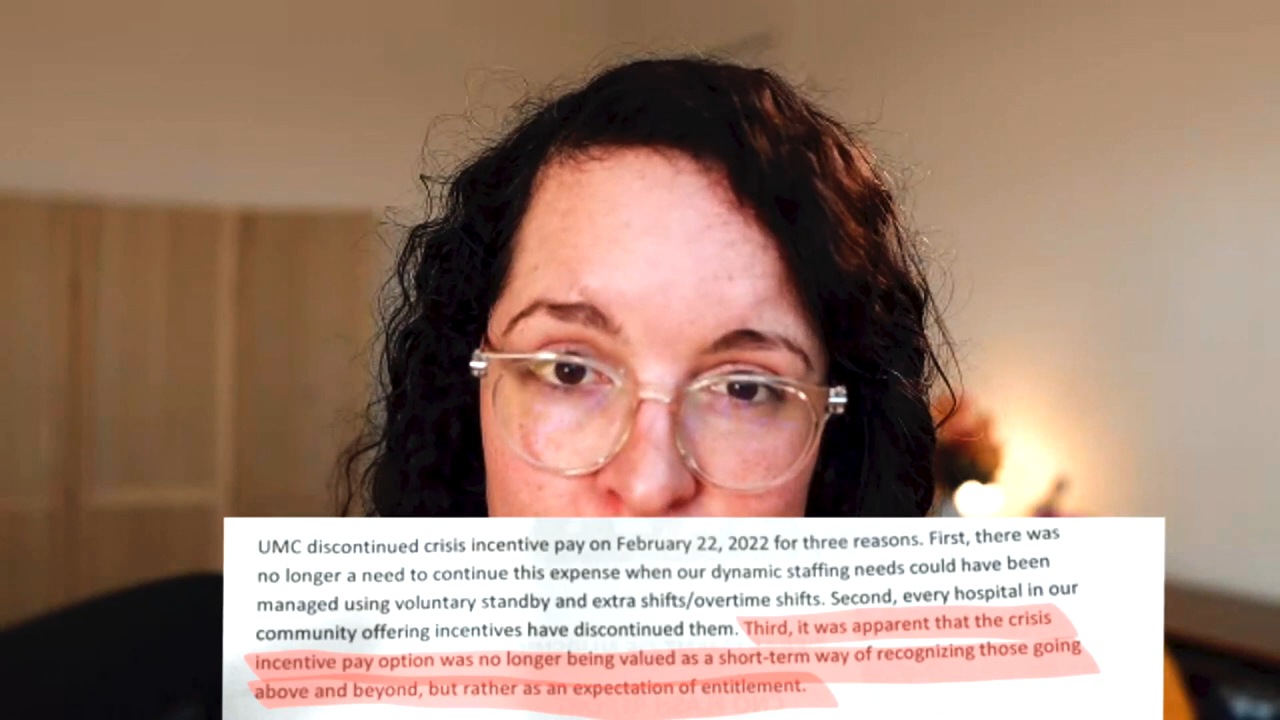 UMC discontinued crisis incentive pay on February 22, 2022 for three reasons. First, there was
no longer a need to continue this expense when our dynamic staffing needs could have been
managed using voluntary standby and extra shifts/overtime shifts. Second, every hospital in our
community offering incentives have discontinued them. Third, it was apparent that the crisis
incentive pay option was no longer being valued as a short-term way of recognizing those going
above and beyond, but rather as an expectation of entitlement.